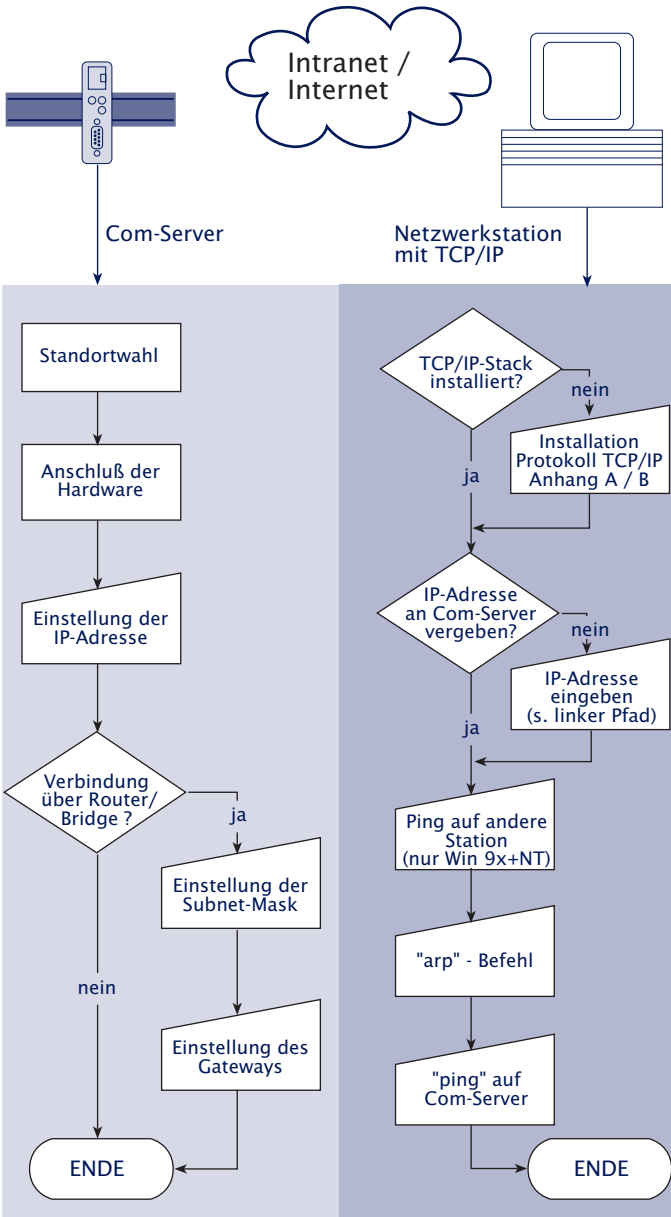 Intranet /
Internet
Com-Server
Netzwerkstation
mit TCP/IP
Standortwahl
Anschluß der
Hardware
Einstellung der
IP-Adresse
Verbindung
über Router/
Bridge ?
ja
Einstellung der
Subnet-Mask
nein
Einstellung des
Gateways
ENDE
TCP/IP-Stack
installiert?
nein
Installation
Protokoll TCP/IP
Anhang A / B
ja
IP-Adresse
an Com-Server
vergeben?
nein
IP-Adresse
eingeben
(s. linker Pfad)
ja
Ping auf andere
Station
(nur Win 9x+NT)
"arp" - Befehl
"ping" auf
Com-Server
ENDE